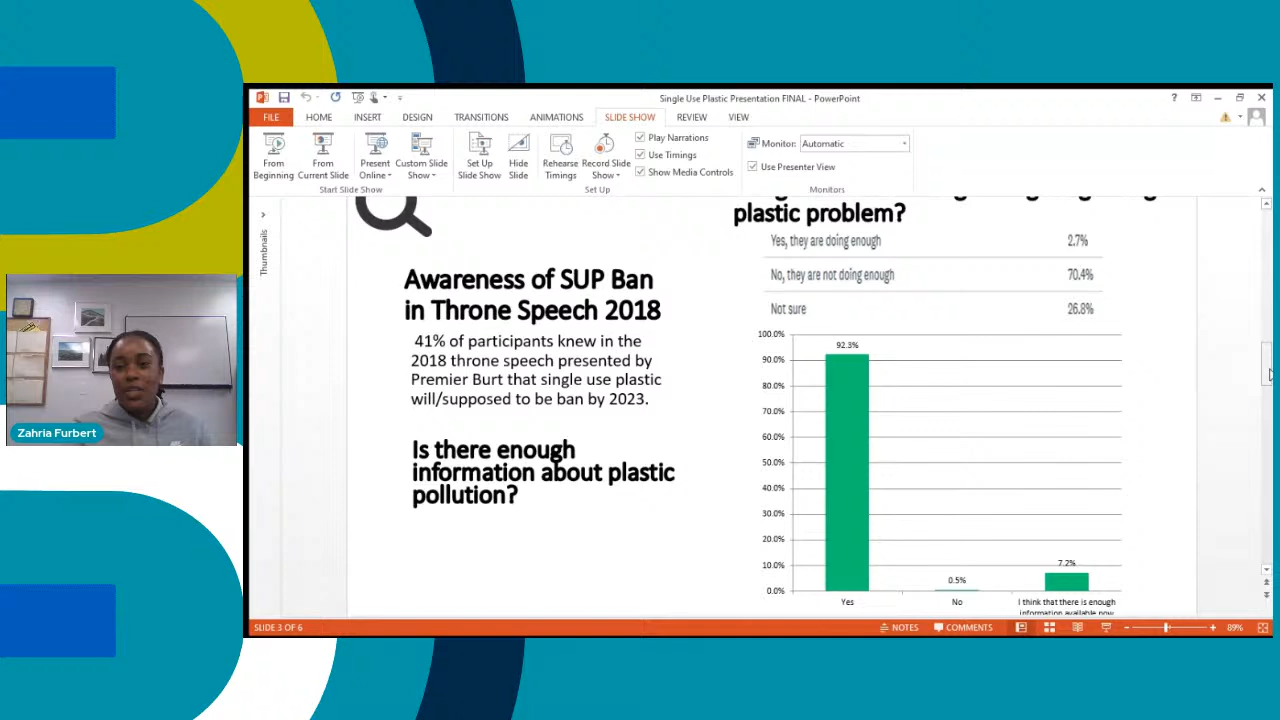 Single Use Plastic Presentation FINAL - PowerPoint
?
FILE HOME INSERT DESIGN TRANSITIONS ANIMATIONS SLIDE SHOW REVIEW VIEW
From Beginning
From Current Slide
Present Online
Custom Slide Show
Set Up Slide Show
Hide Slide
Rehearse Timings
Record Slide Show
Play Narrations
Use Timings
Show Media Controls
Monitor: Automatic
Use Presenter View
Start Slide Show
Set Up
Monitors
Thumbnails
plastic problem?
Yes, they are doing enough 2.7%
No, they are not doing enough 70.4%
Not sure 26.8%
Awareness of SUP Ban
in Throne Speech 2018
41% of participants knew in the
2018 throne speech presented by
Premier Burt that single use plastic
will/supposed to be ban by 2023.
Is there enough
information about plastic
pollution?
100.0%
90.0%
80.0%
70.0%
60.0%
50.0%
40.0%
30.0%
20.0%
10.0%
0.0%
92.3%
0.5%
7.2%
Yes
No
I think that there is enough
information available now
Zahria Furbert
SLIDE 3 OF 6
NOTES
COMMENTS
89%